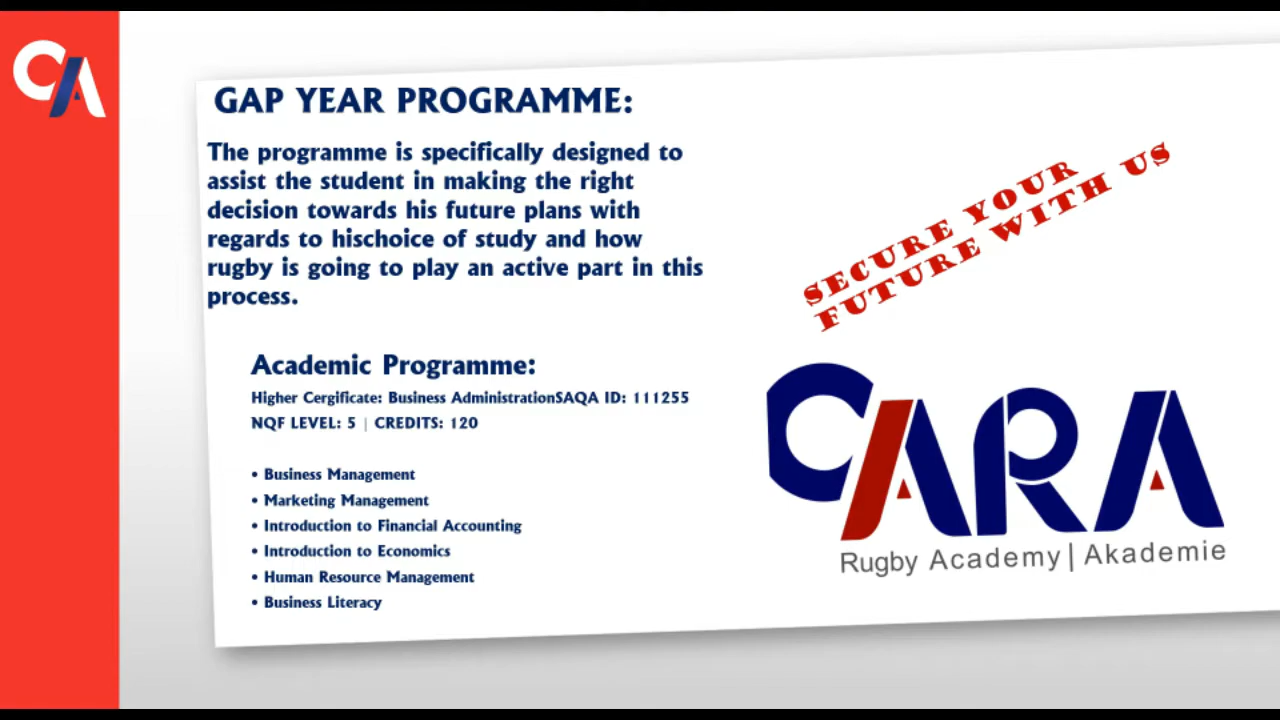 CA
GAP YEAR PROGRAMME:
The programme is specifically designed to
assist the student in making the right
decision towards his future plans with
regards to hischoice of study and how
rugby is going to play an active part in this
process.
Academic Programme:
Higher Cergificate: Business AdministrationSAQA ID: 111255
NQF LEVEL: 5 | CREDITS: 120
• Business Management
• Marketing Management
• Introduction to Financial Accounting
• Introduction to Economics
• Human Resource Management
• Business Literacy
SECURE YOUR
FUTURE WITH US
CARA
Rugby Academy | Akademie